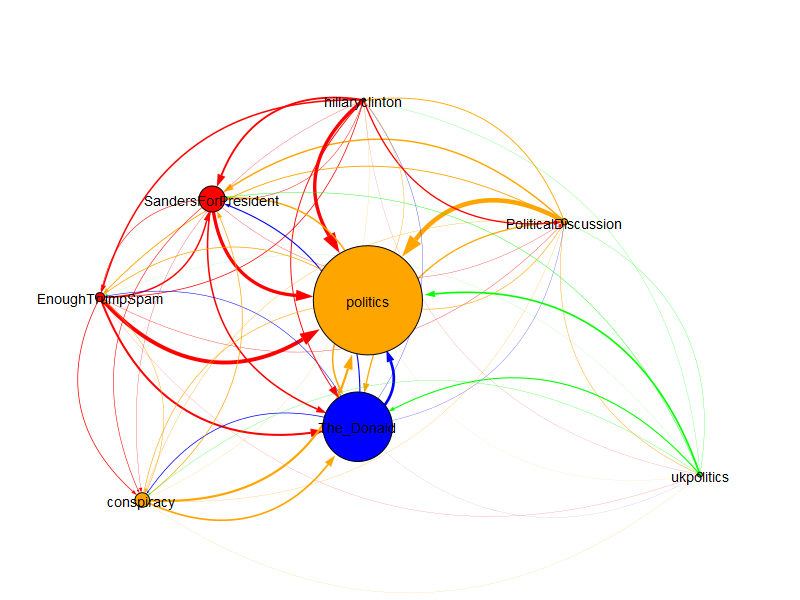 hillaryclinton
SandersForPresident
PoliticalDiscussion
EnoughTrumpSpam
politics
The_Donald
ukpolitics
conspiracy